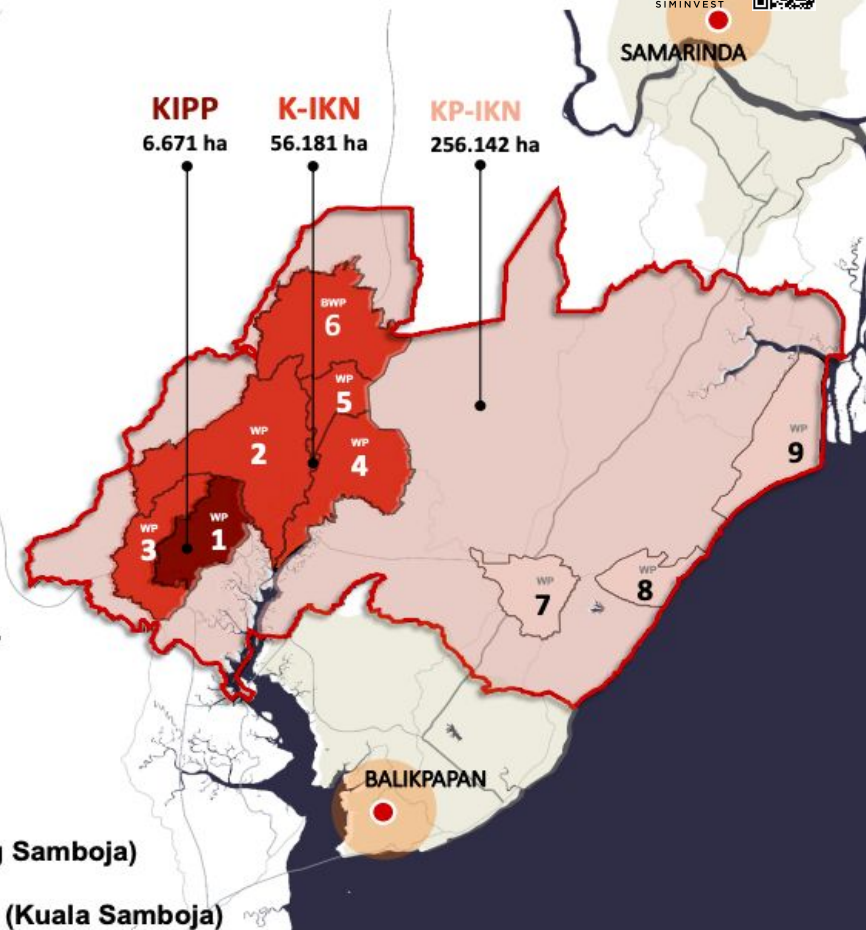 SIMINVEST
SAMARINDA
KIPP
6.671 ha
K-IKN
56.181 ha
KP-IKN
256.142 ha
BWP
6
WP
5
WP
2
WP
4
WP
9
WP
1
WP
3
WP
7
WP
8
BALIKPAPAN
Samboja)
(Kuala Samboja)